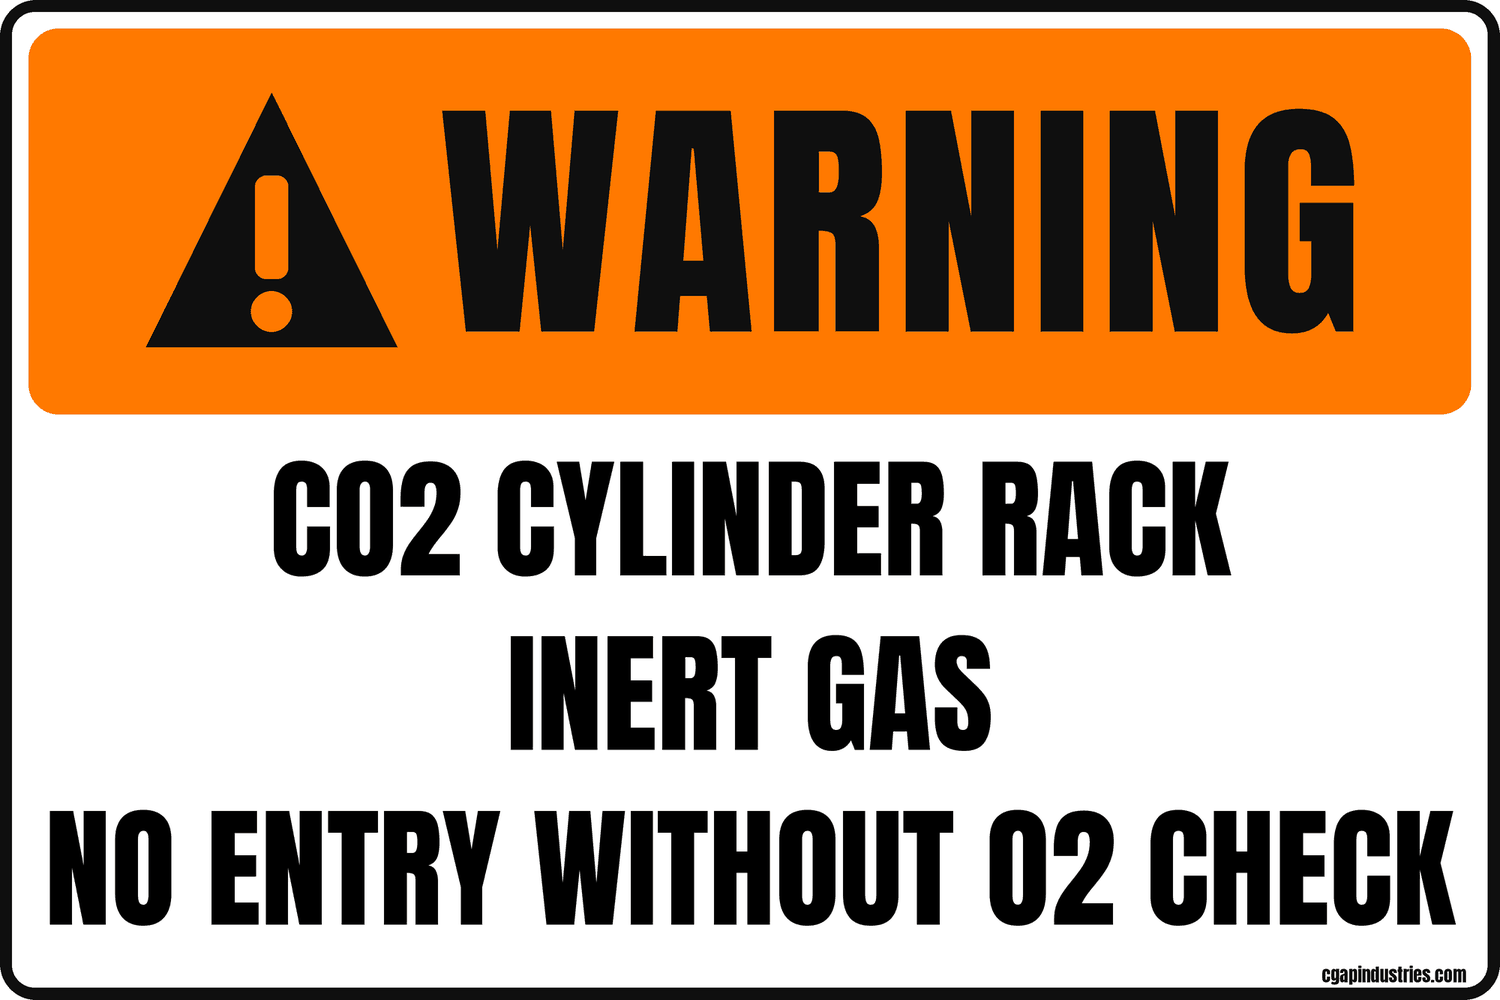 WARNING
CO2 CYLINDER RACK
INERT GAS
NO ENTRY WITHOUT O2 CHECK
cgapindustries.com